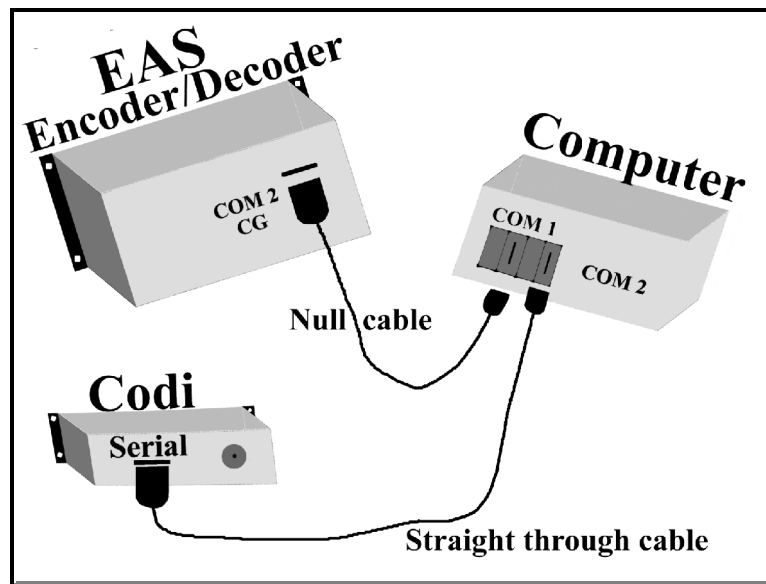 EAS
Encoder/Decoder
COM 2
CG
Computer
COM 1
COM 2
Null cable
Codi
Serial
Straight through cable